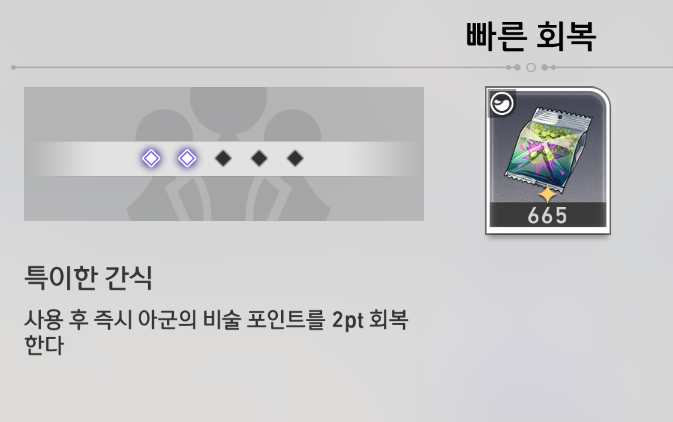 빠른 회복
665
특이한 간식
사용 후 즉시 아군의 비술 포인트를 2pt 회복
한다